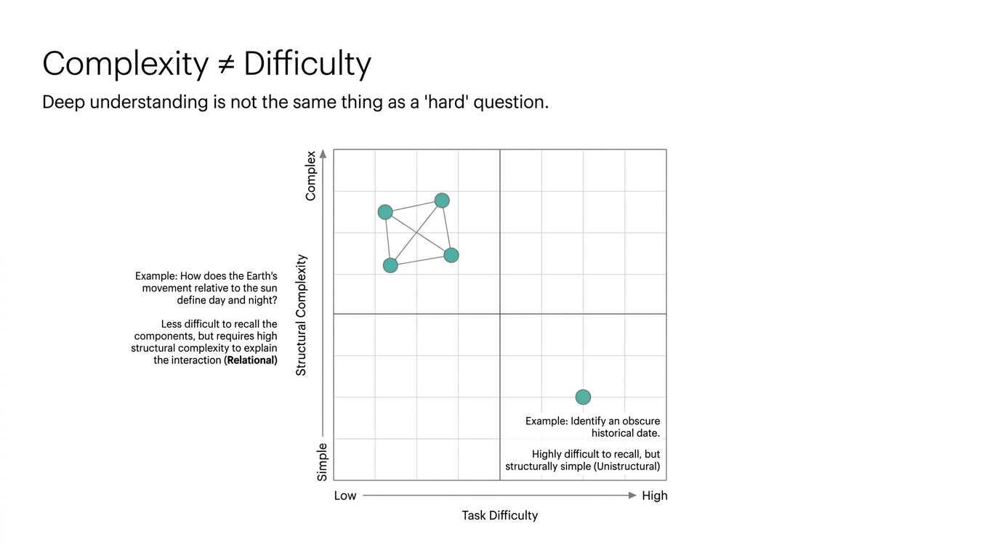 Complexity ≠ Difficulty
Deep understanding is not the same thing as a 'hard' question.
Complex
Structural Complexity
Simple
Example: How does the Earth's
movement relative to the sun
define day and night?
Less difficult to recall the
components, but requires high
structural complexity to explain
the interaction (Relational)
Example: Identify an obscure
historical date.
Highly difficult to recall, but
structurally simple (Unistructural)
Low
High
Task Difficulty